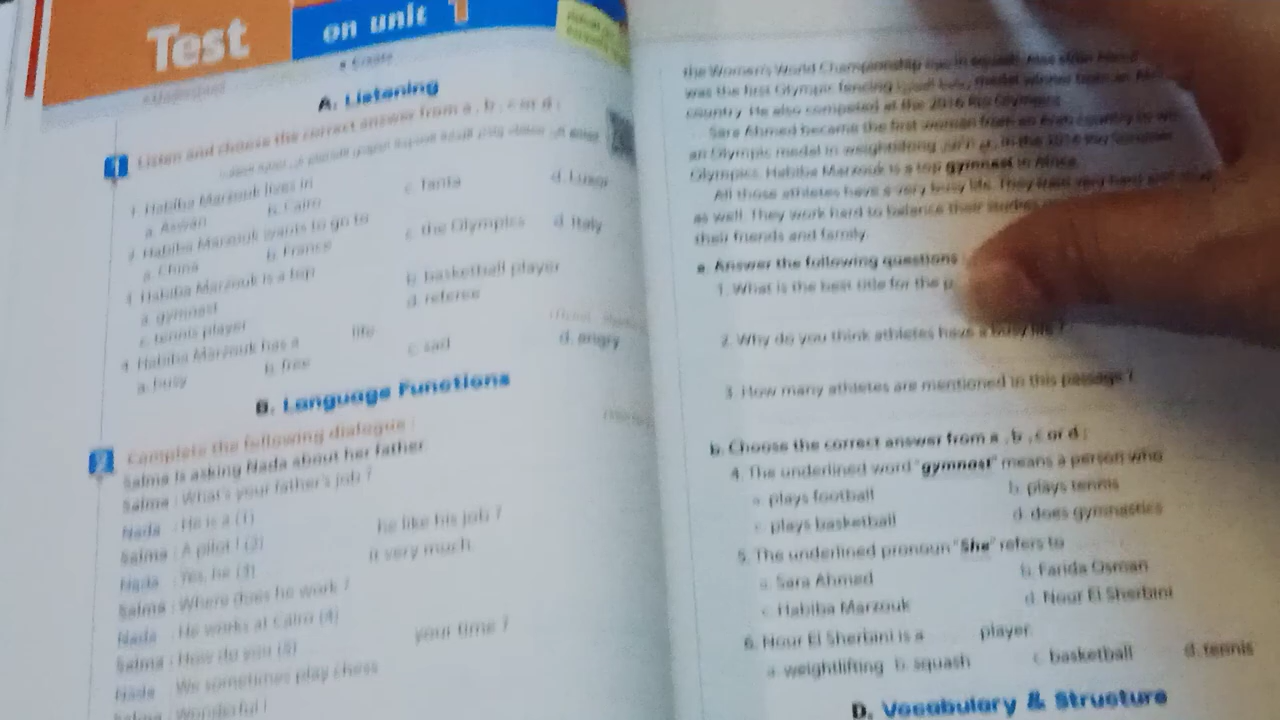 Test
on unit 1
A. Listening
1 Listen and choose the correct answer from a, b, c or d :
1. Habiba Marzouk lives in
a. Aswan b. Cairo c. Tanta d. Luxor
2. Habiba Marzouk wants to go to
a. China b. France c. the Olympics d. Italy
3. Habiba Marzouk is a top
a. gymnast b. basketball player
c. tennis player d. referee
4. Habiba Marzouk has a life
a. busy b. free c. sad d. angry
B. Language Functions
2 Complete the following dialogue :
Salma is asking Nada about her father
Salma : What's your father's job ?
Nada : He is a (1)
Salma : A pilot ! (2) he like his job ?
Nada : Yes, he (3) it very much.
Salma : Where does he work ?
Nada : He works at Cairo (4)
Salma : How do you (5) your time ?
Nada : We sometimes play chess
Salma : Wonderful !
the Women's World Championship
was the first Olympic fencing
country. He also competed at the 2016 Rio Olympics
Sara Ahmed became the first woman from an Arab country to
an Olympic medal in weightlifting in the 2016 Rio Summer
Olympics. Habiba Marzouk is a top gymnast in Africa.
All those athletes have a very busy life. They train very hard and
as well. They work hard to balance their studies
their friends and family.
a. Answer the following questions
1. What is the best title for the p
2. Why do you think athletes have a busy life ?
3. How many athletes are mentioned in this passage ?
b. Choose the correct answer from a, b, c or d :
4. The underlined word "gymnast" means a person who
a. plays football b. plays tennis
c. plays basketball d. does gymnastics
5. The underlined pronoun "She" refers to
a. Sara Ahmed b. Farida Osman
c. Habiba Marzouk d. Nour El Sherbini
6. Nour El Sherbini is a player.
a. weightlifting b. squash c. basketball d. tennis
D. Vocabulary & Structure